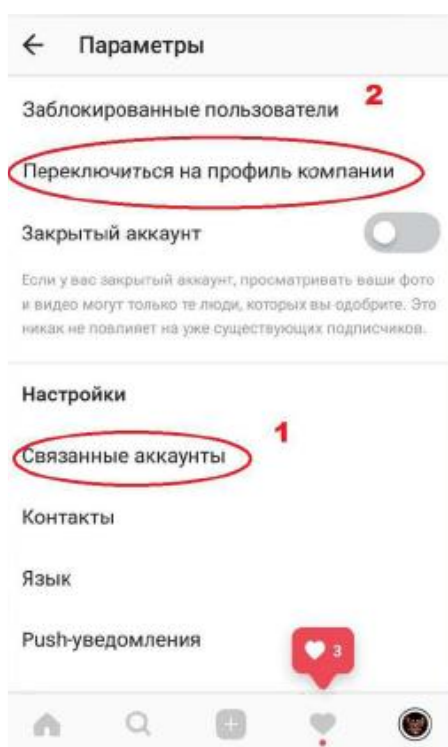 Параметры
2
Заблокированные пользователи
Переключиться на профиль компании
Закрытый аккаунт
Если у вас закрытый аккаунт, просматривать ваши фото
и видео могут только те люди, которых вы одобрите. Это
никак не повлияет на уже существующих подписчиков.
Настройки
1
Связанные аккаунты
Контакты
Язык
Push-уведомления
3